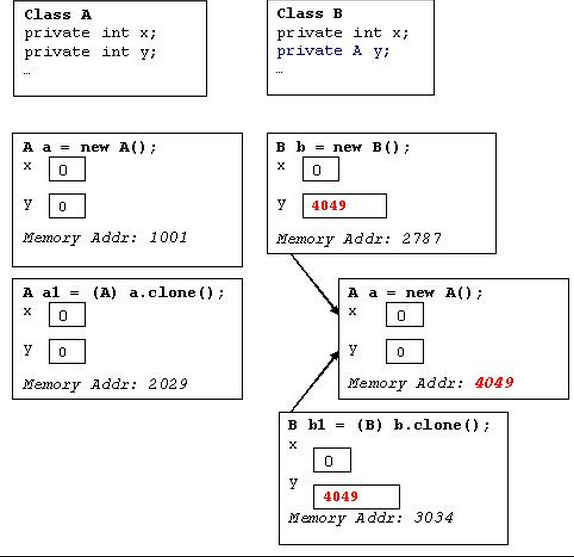 Class A
private int x;
private int y;
…
Class B
private int x;
private A y;
…
A a = new A();
x 0
y 0
Memory Addr: 1001
B b = new B();
x 0
y 4049
Memory Addr: 2787
A a1 = (A) a.clone();
x 0
y 0
Memory Addr: 2029
A a = new A();
x 0
y 0
Memory Addr: 4049
B b1 = (B) b.clone();
x
0
y
4049
Memory Addr: 3034